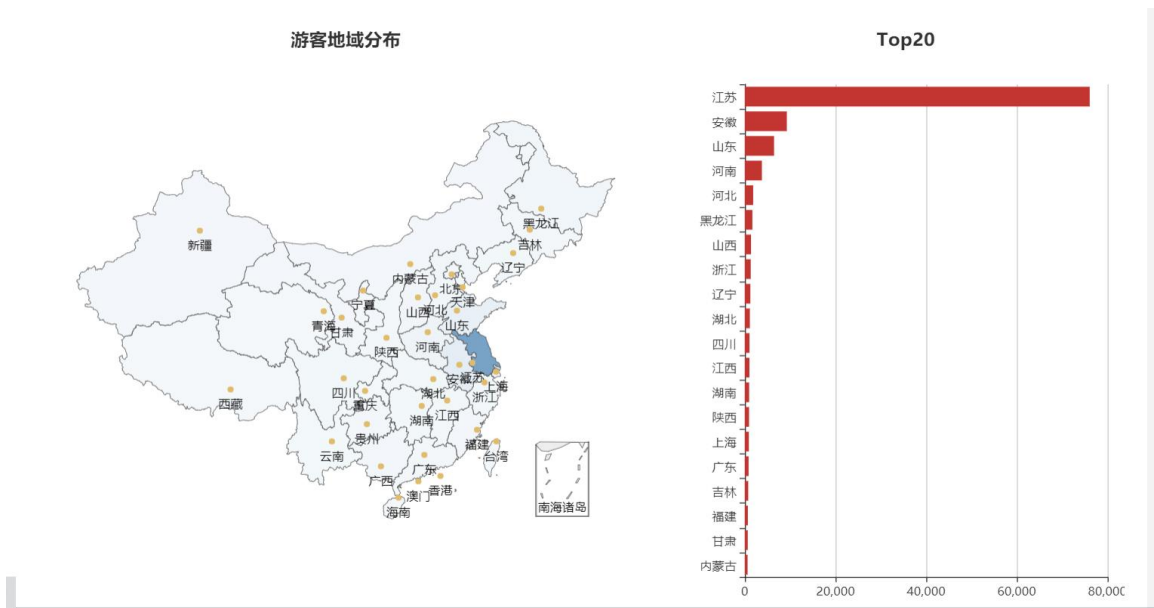 游客地域分布
黑龙江
新疆
吉林
辽宁
内蒙古
北京
天津
宁夏
山西
河北
青海
甘肃
山东
陕西
河南
安徽
江苏
上海
四川
重庆
湖北
浙江
西藏
湖南
江西
贵州
福建
云南
台湾
广东
广西
香港
澳门
海南
南海诸岛
Top20
江苏
安徽
山东
河南
河北
黑龙江
山西
浙江
辽宁
湖北
四川
江西
湖南
陕西
上海
广东
吉林
福建
甘肃
内蒙古
0 20,000 40,000 60,000 80,000